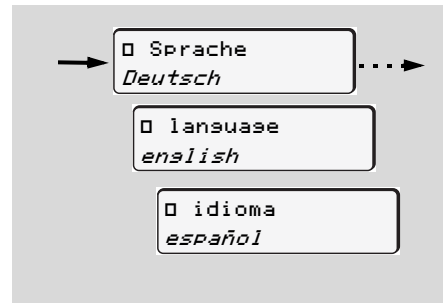 □ Sprache
Deutsch
□ language
english
□ idioma
español